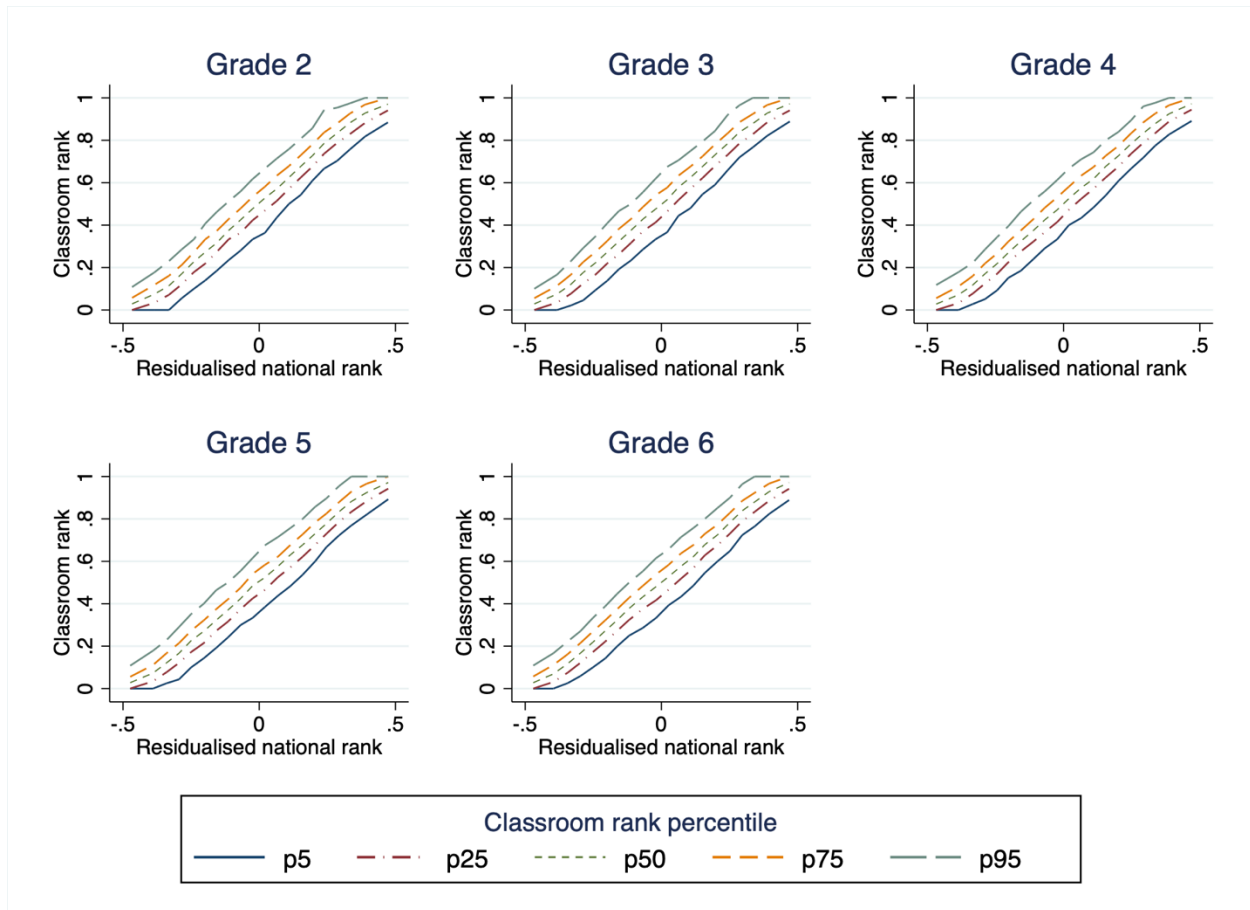 Grade 2
Classroom rank
0 .2 .4 .6 .8 1
-.5 0 .5
Residualised national rank
Grade 3
Classroom rank
0 .2 .4 .6 .8 1
-.5 0 .5
Residualised national rank
Grade 4
Classroom rank
0 .2 .4 .6 .8 1
-.5 0 .5
Residualised national rank
Grade 5
Classroom rank
0 .2 .4 .6 .8 1
-.5 0 .5
Residualised national rank
Grade 6
Classroom rank
0 .2 .4 .6 .8 1
-.5 0 .5
Residualised national rank
Classroom rank percentile
p5 p25 p50 p75 p95